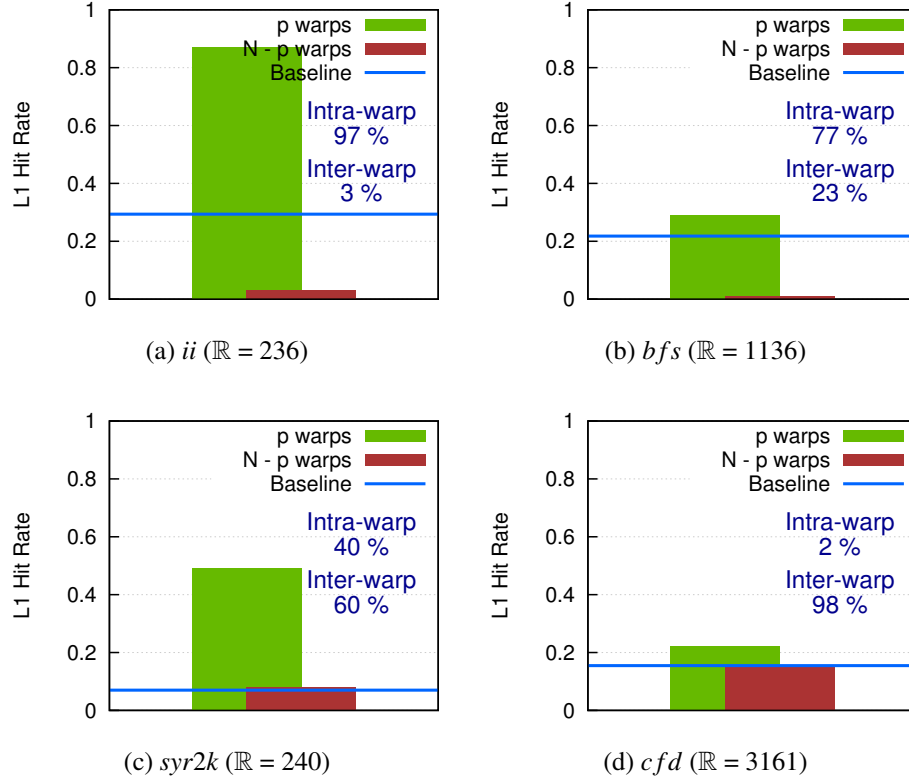 1
0.8
0.6
0.4
0.2
0
L1 Hit Rate
p warps
N - p warps
Baseline
Intra-warp
97 %
Inter-warp
3 %
(a) ii (ℝ = 236)
1
0.8
0.6
0.4
0.2
0
L1 Hit Rate
p warps
N - p warps
Baseline
Intra-warp
77 %
Inter-warp
23 %
(b) bfs (ℝ = 1136)
1
0.8
0.6
0.4
0.2
0
L1 Hit Rate
p warps
N - p warps
Baseline
Intra-warp
40 %
Inter-warp
60 %
(c) syr2k (ℝ = 240)
1
0.8
0.6
0.4
0.2
0
L1 Hit Rate
p warps
N - p warps
Baseline
Intra-warp
2 %
Inter-warp
98 %
(d) cfd (ℝ = 3161)